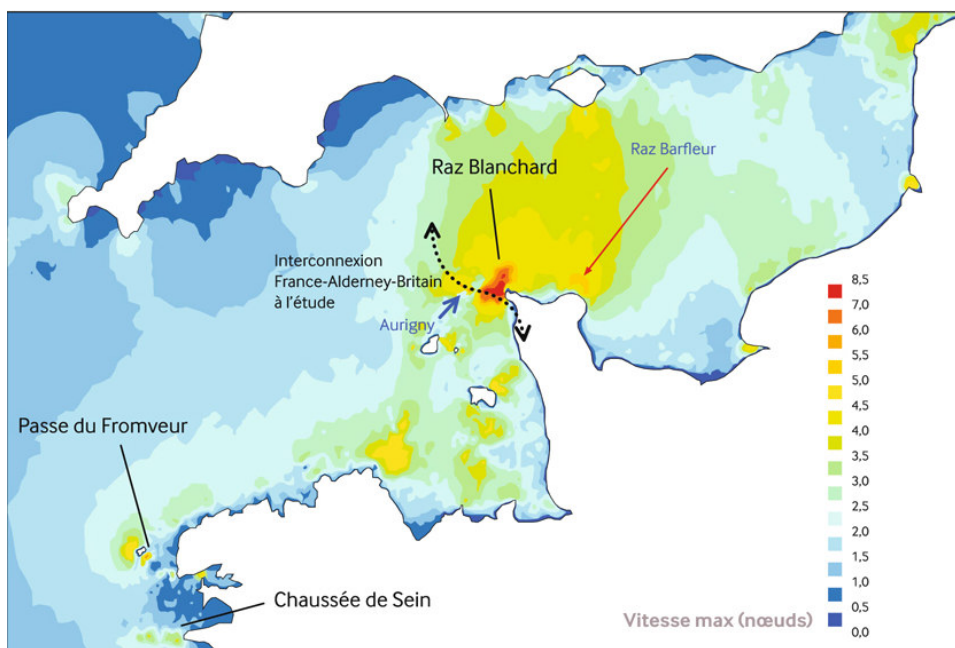 Raz Blanchard
Raz Barfleur
Interconnexion
France-Alderney-Britain
à l'étude
Aurigny
Passe du Fromveur
Chaussée de Sein
8,5
7,0
6,0
5,5
5,0
4,5
4,0
3,5
3,0
2,5
2,0
1,5
1,0
0,5
0,0
Vitesse max (nœuds)